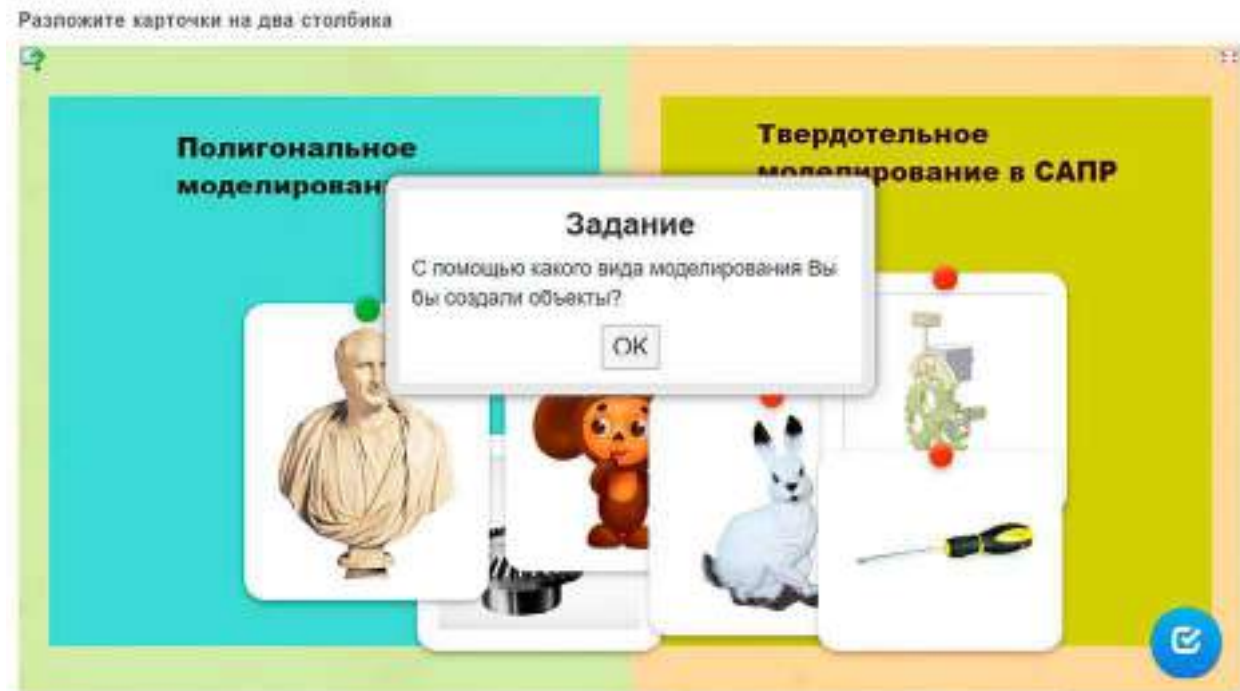 Разложите карточки на два столбика
Полигональное
моделирован
Твердотельное
моделирование в САПР
Задание
С помощью какого вида моделирования Вы
бы создали объекты?
OK